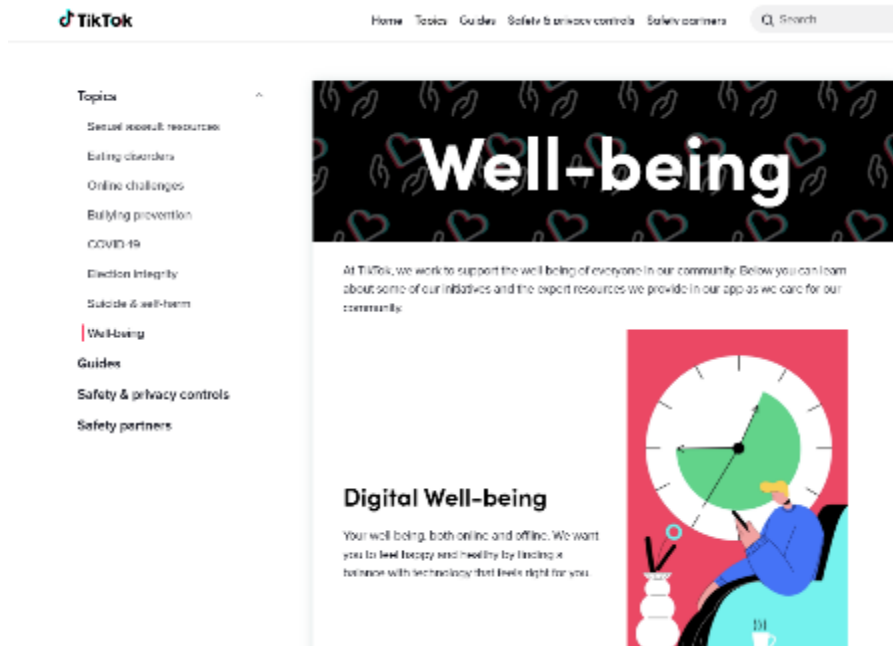 TikTok
Home Topics Guides Safety & privacy controls Safety partners
Search
Topics
Sexual assault resources
Eating disorders
Online challenges
Bullying prevention
COVID-19
Election integrity
Suicide & self-harm
Well-being
Guides
Safety & privacy controls
Safety partners
Well-being
At TikTok, we work to support the well-being of everyone in our community. Below you can learn
about some of our initiatives and the expert resources we provide in our app as we care for our
community.
Digital Well-being
Your well-being, both online and offline. We want
you to feel happy and healthy by finding a
balance with technology that feels right for you.